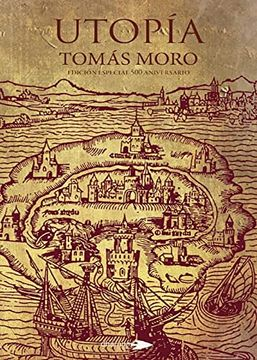 UTOPÍA
TOMÁS MORO
EDICIÓN ESPECIAL 500 ANIVERSARIO